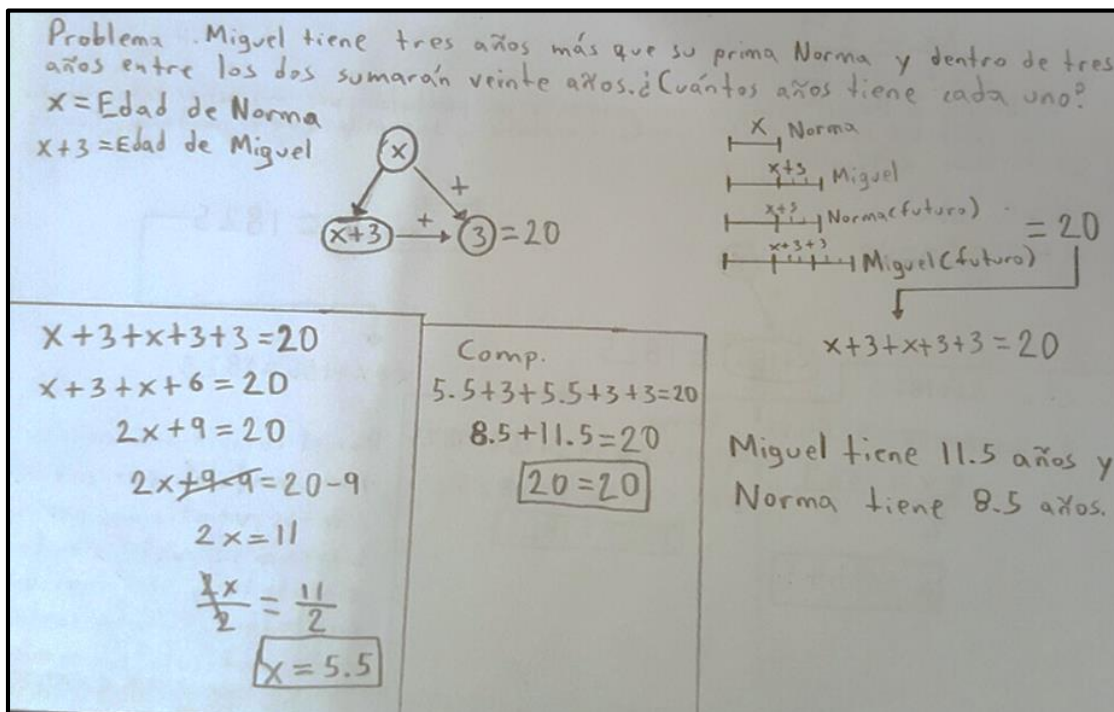 Problema. Miguel tiene tres años más que su prima Norma y dentro de tres
años entre los dos sumarán veinte años. ¿Cuántos años tiene cada uno?
x = Edad de Norma
x+3 = Edad de Miguel
x
+
x+3 + 3 = 20
x Norma
x+3 Miguel
x+3 Norma(futuro)
= 20
x+3+3 Miguel(futuro)
x+3+x+3+3=20
x+3+x+3+3=20
x+3+x+6=20
2x+9=20
2x+9-9=20-9
2x=11
2x/2 = 11/2
x=5.5
Comp.
5.5+3+5.5+3+3=20
8.5+11.5=20
20=20
Miguel tiene 11.5 años y
Norma tiene 8.5 años.